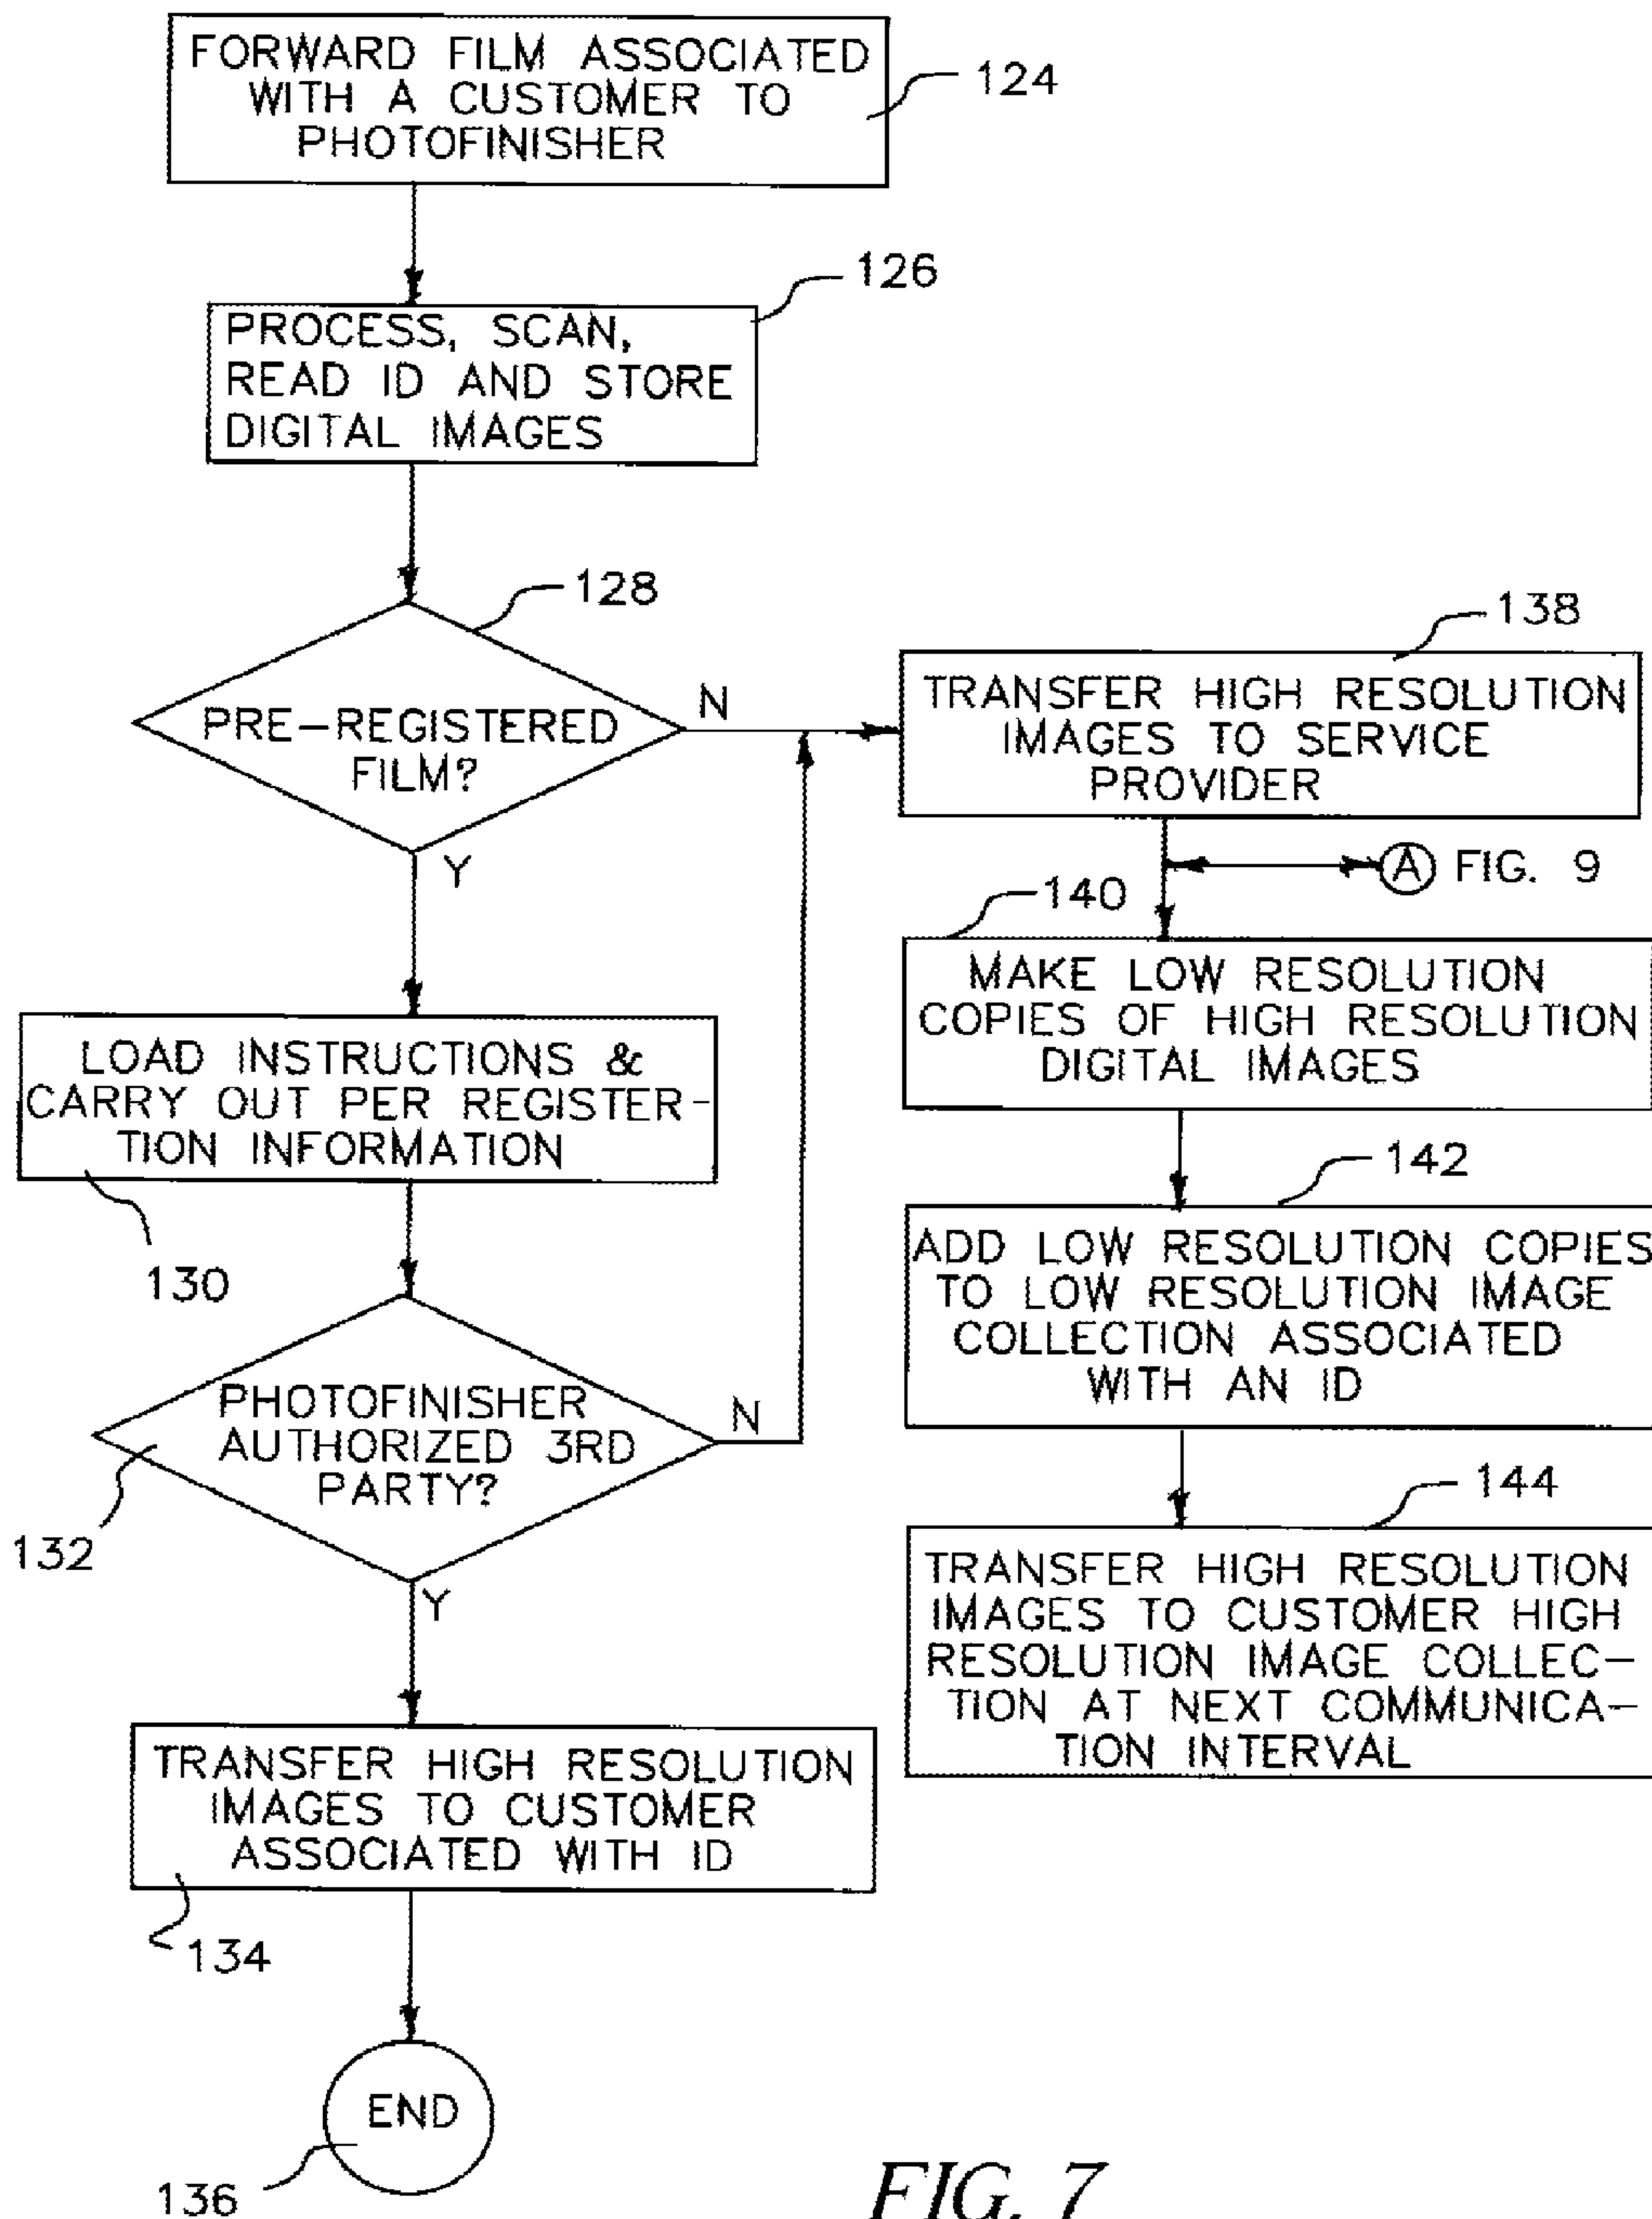 FORWARD FILM ASSOCIATED
WITH A CUSTOMER TO
PHOTOFINISHER
124
PROCESS, SCAN,
READ ID AND STORE
DIGITAL IMAGES
126
128
PRE-REGISTERED
FILM?
N
Y
LOAD INSTRUCTIONS &
CARRY OUT PER REGISTER-
TION INFORMATION
130
PHOTOFINISHER
AUTHORIZED 3RD
PARTY?
N
132
Y
TRANSFER HIGH RESOLUTION
IMAGES TO CUSTOMER
ASSOCIATED WITH ID
134
END
136
138
TRANSFER HIGH RESOLUTION
IMAGES TO SERVICE
PROVIDER
A FIG. 9
140
MAKE LOW RESOLUTION
COPIES OF HIGH RESOLUTION
DIGITAL IMAGES
142
ADD LOW RESOLUTION COPIES
TO LOW RESOLUTION IMAGE
COLLECTION ASSOCIATED
WITH AN ID
144
TRANSFER HIGH RESOLUTION
IMAGES TO CUSTOMER HIGH
RESOLUTION IMAGE COLLEC-
TION AT NEXT COMMUNICA-
TION INTERVAL
FIG. 7